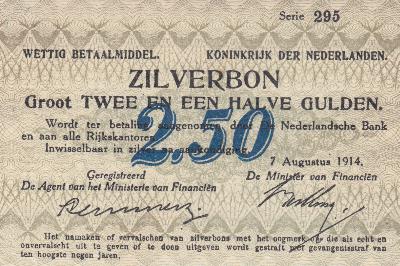 Serie 295
WETTIG BETAALMIDDEL. KONINKRIJK DER NEDERLANDEN.
ZILVERBON
Groot TWEE EN EEN HALVE GULDEN.
Wordt ter betaling aangenomen door de Nederlandsche Bank
en aan alle Rijkskantoren.
Inwisselbaar in zilver na aankondiging.
2.50
7 Augustus 1914.
Geregistreerd De Minister van Financiën
De Agent van het Ministerie van Financiën
Het namaken of vervalschen van zilverbons met het oogmerk om die als echt en
onvervalscht uit te geven of te doen uitgeven wordt gestraft met gevangenisstraf van
ten hoogste negen jaren.